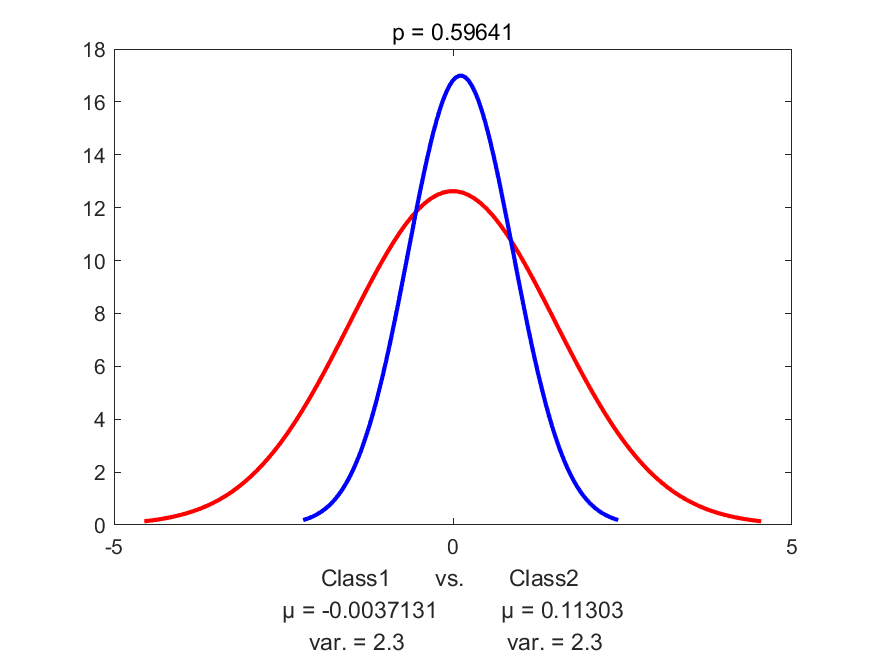 p = 0.59641
18
16
14
12
10
8
6
4
2
0
-5 0 5
Class1 vs. Class2
μ = -0.0037131 μ = 0.11303
var. = 2.3 var. = 2.3